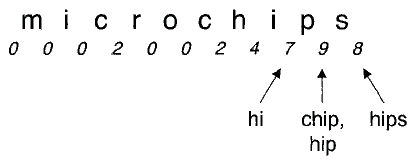 m i c r o c h i p s
0 0 0 2 0 0 2 4 7 9 8
hi chip, hips
hip